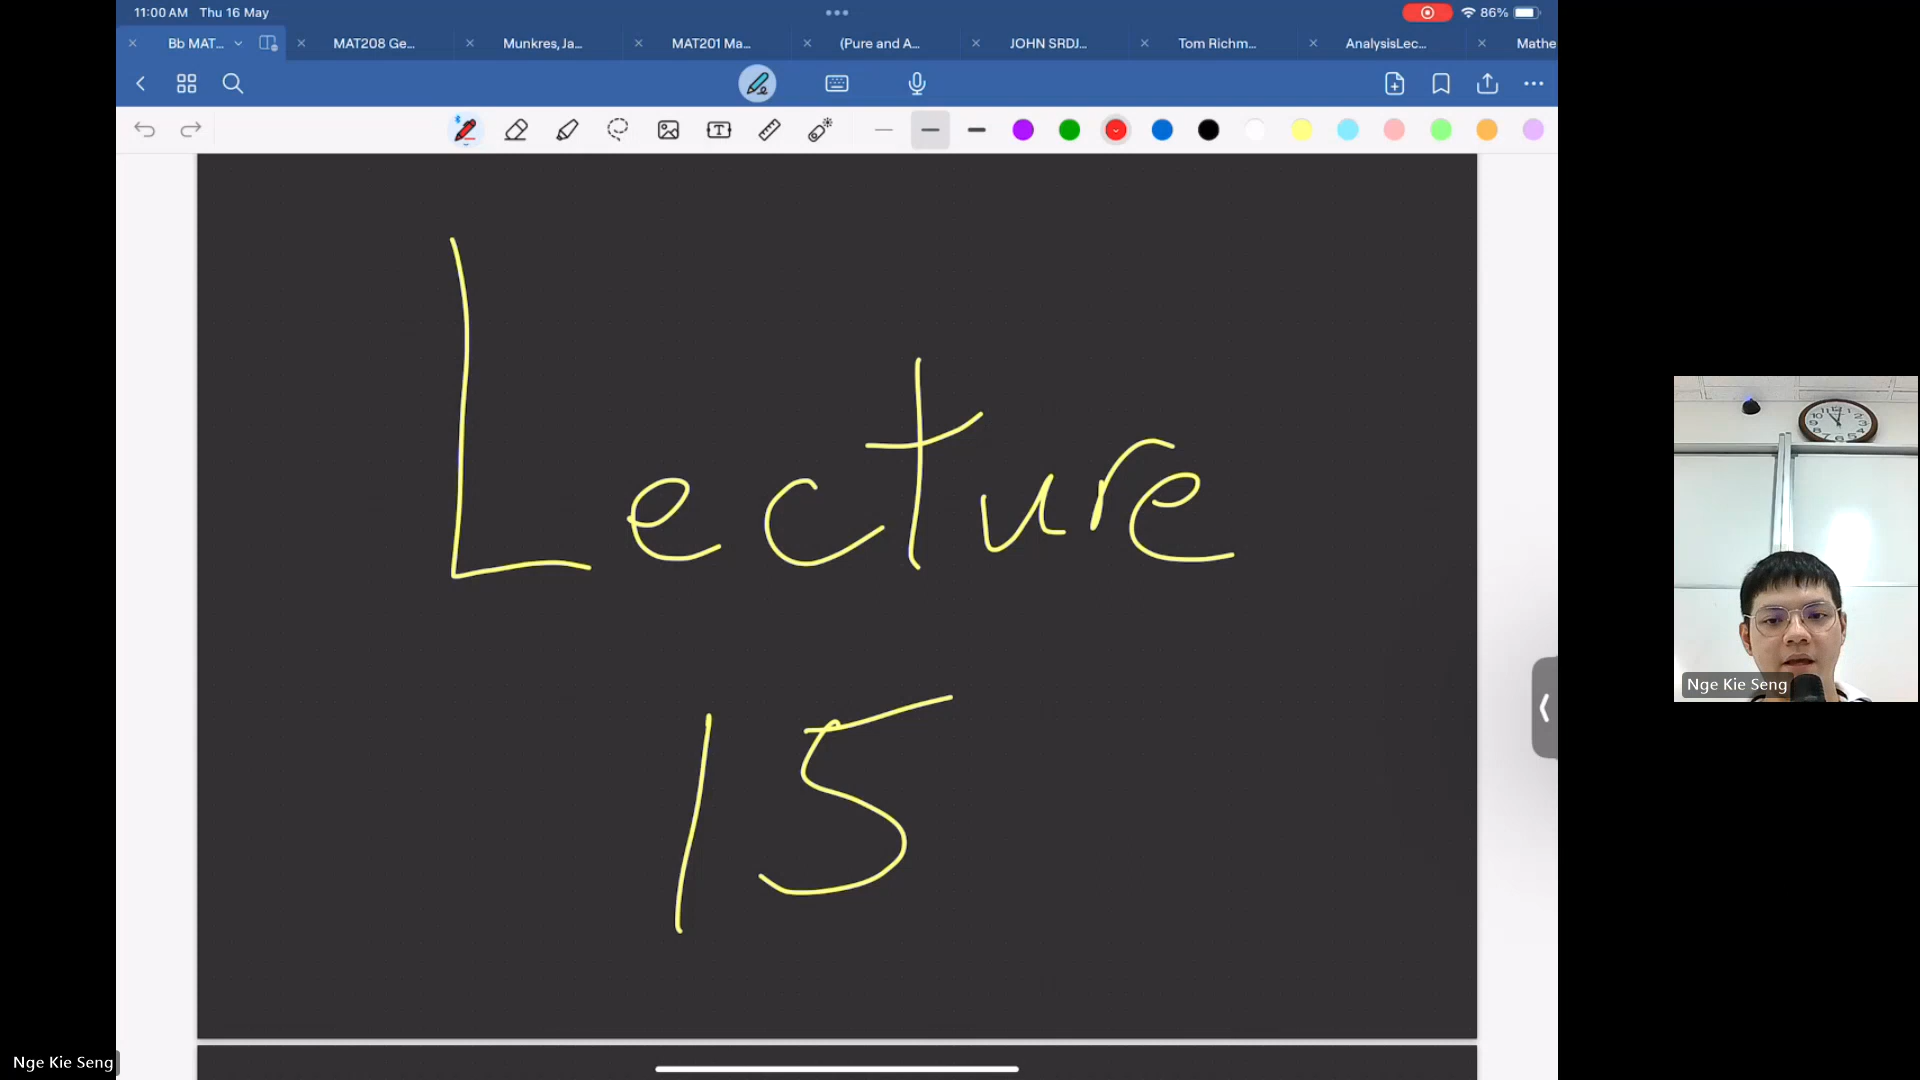 11:00 AM Thu 16 May
86%
Bb MAT...
MAT208 Ge...
Munkres, Ja...
MAT201 Ma...
(Pure and A...
JOHN SRDJ...
Tom Richm...
AnalysisLec...
Mathe
Lecture
15
Nge Kie Seng
Nge Kie Seng